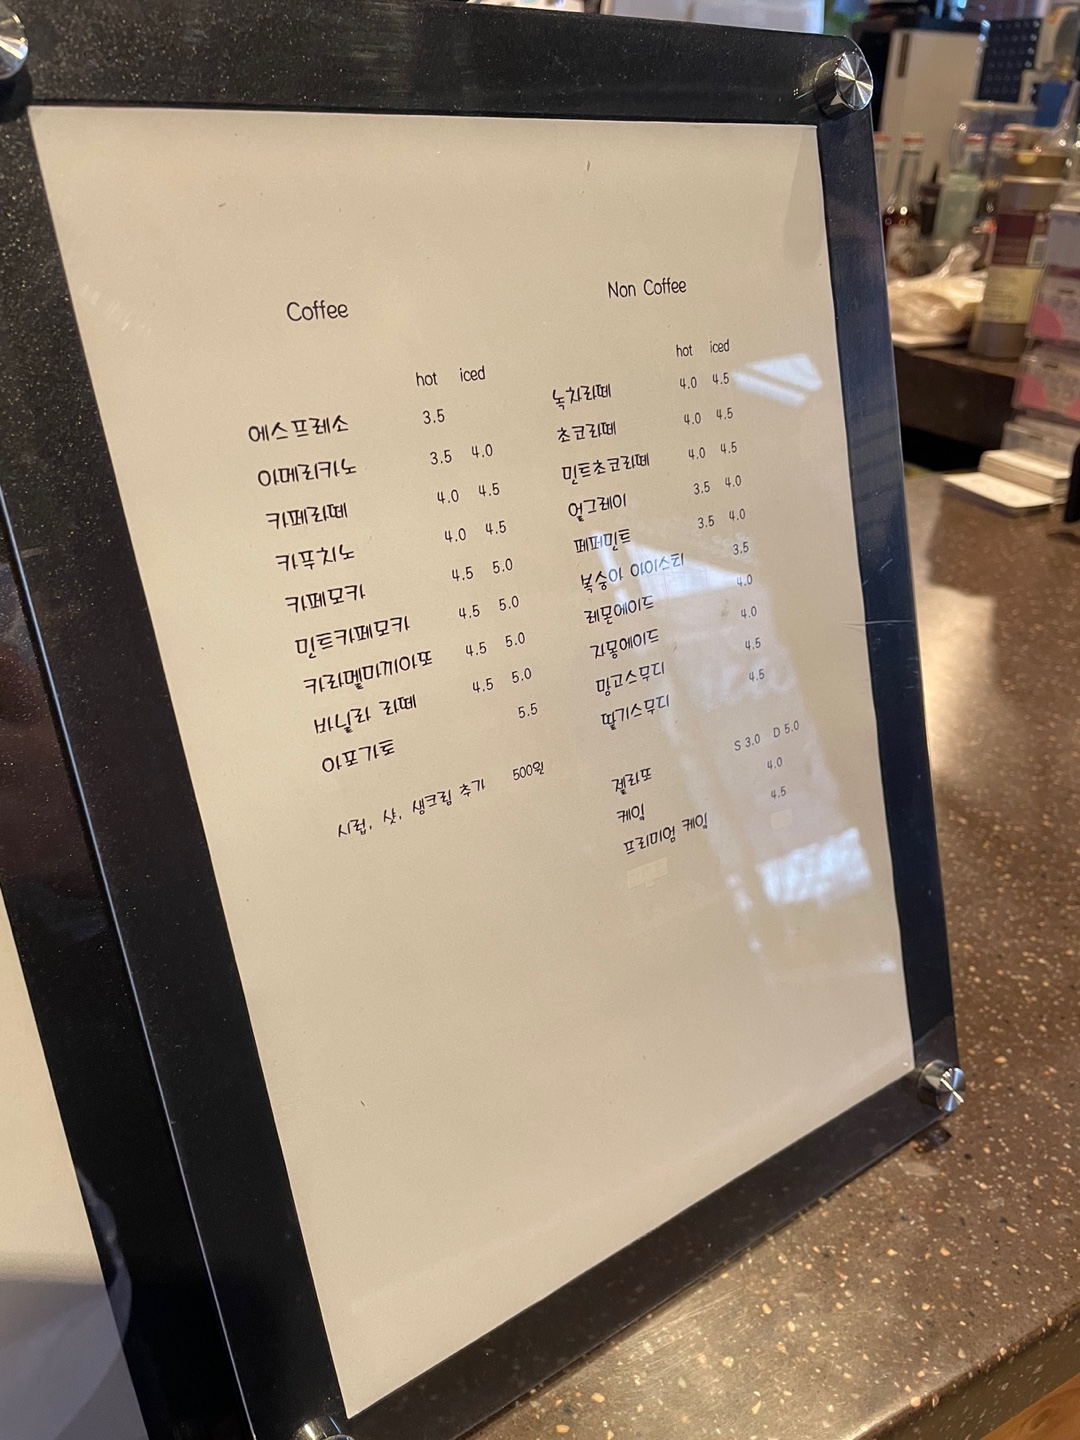 Coffee
hot iced
에스프레소 3.5
아메리카노 3.5 4.0
카페라떼 4.0 4.5
카푸치노 4.0 4.5
카페모카 4.5 5.0
민트카페모카 4.5 5.0
카라멜마끼아또 4.5 5.0
바닐라 라떼 4.5 5.0
아포가토 5.5
시럽, 샷, 생크림 추가 500원
Non Coffee
hot iced
녹차라떼 4.0 4.5
초코라떼 4.0 4.5
민트초코라떼 4.0 4.5
얼그레이 3.5 4.0
페퍼민트 3.5 4.0
복숭아 아이스티 3.5
레몬에이드 4.0
자몽에이드 4.0
망고스무디 4.5
딸기스무디 4.5
젤라또 S 3.0 D 5.0
케잌 4.0
프리미엄 케잌 4.5